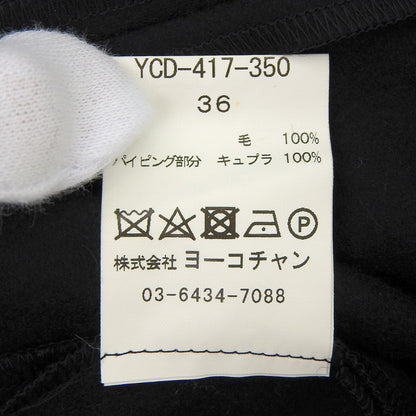 YCD-417-350
36
毛 100%
パイピング部分 キュプラ 100%
株式会社 ヨーコチャン
03-6434-7088